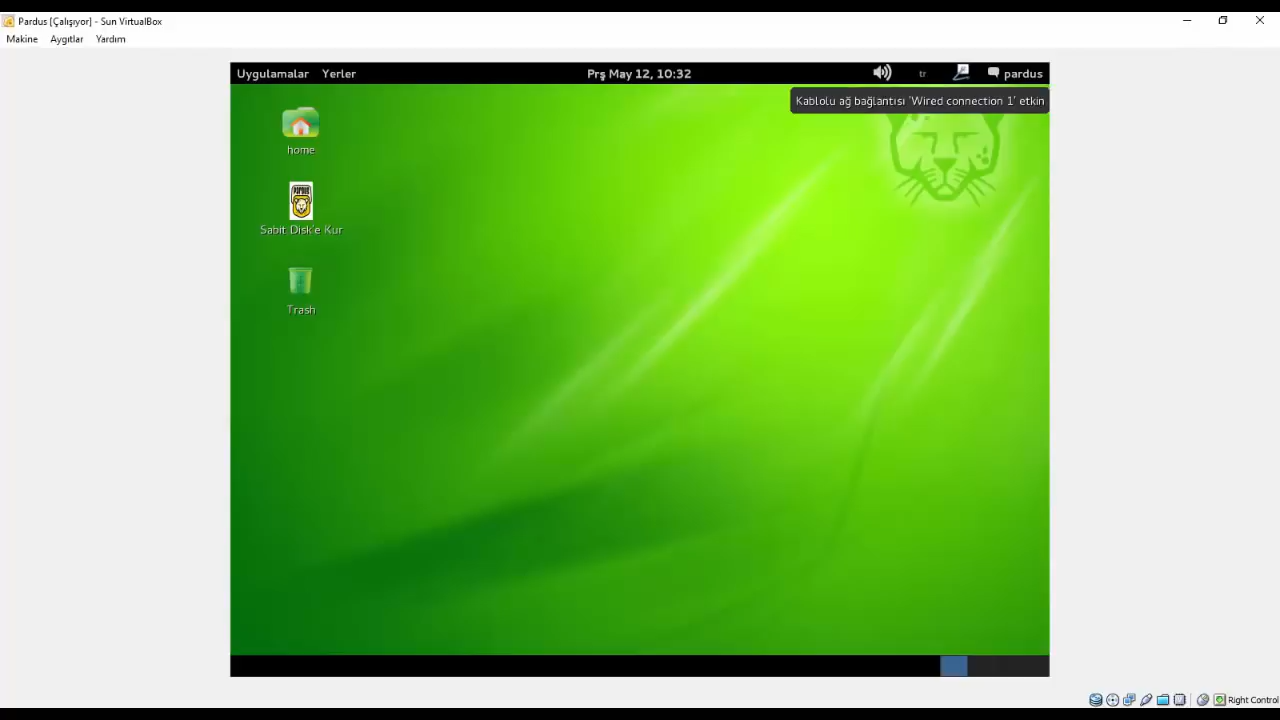 Pardus [Çalışıyor] - Sun VirtualBox
Makine Aygıtlar Yardım
Uygulamalar Yerler Prş May 12, 10:32 tr pardus
Kablolu ağ bağlantısı 'Wired connection 1' etkin
home
PARDUS
Sabit Disk'e Kur
Trash
Right Control